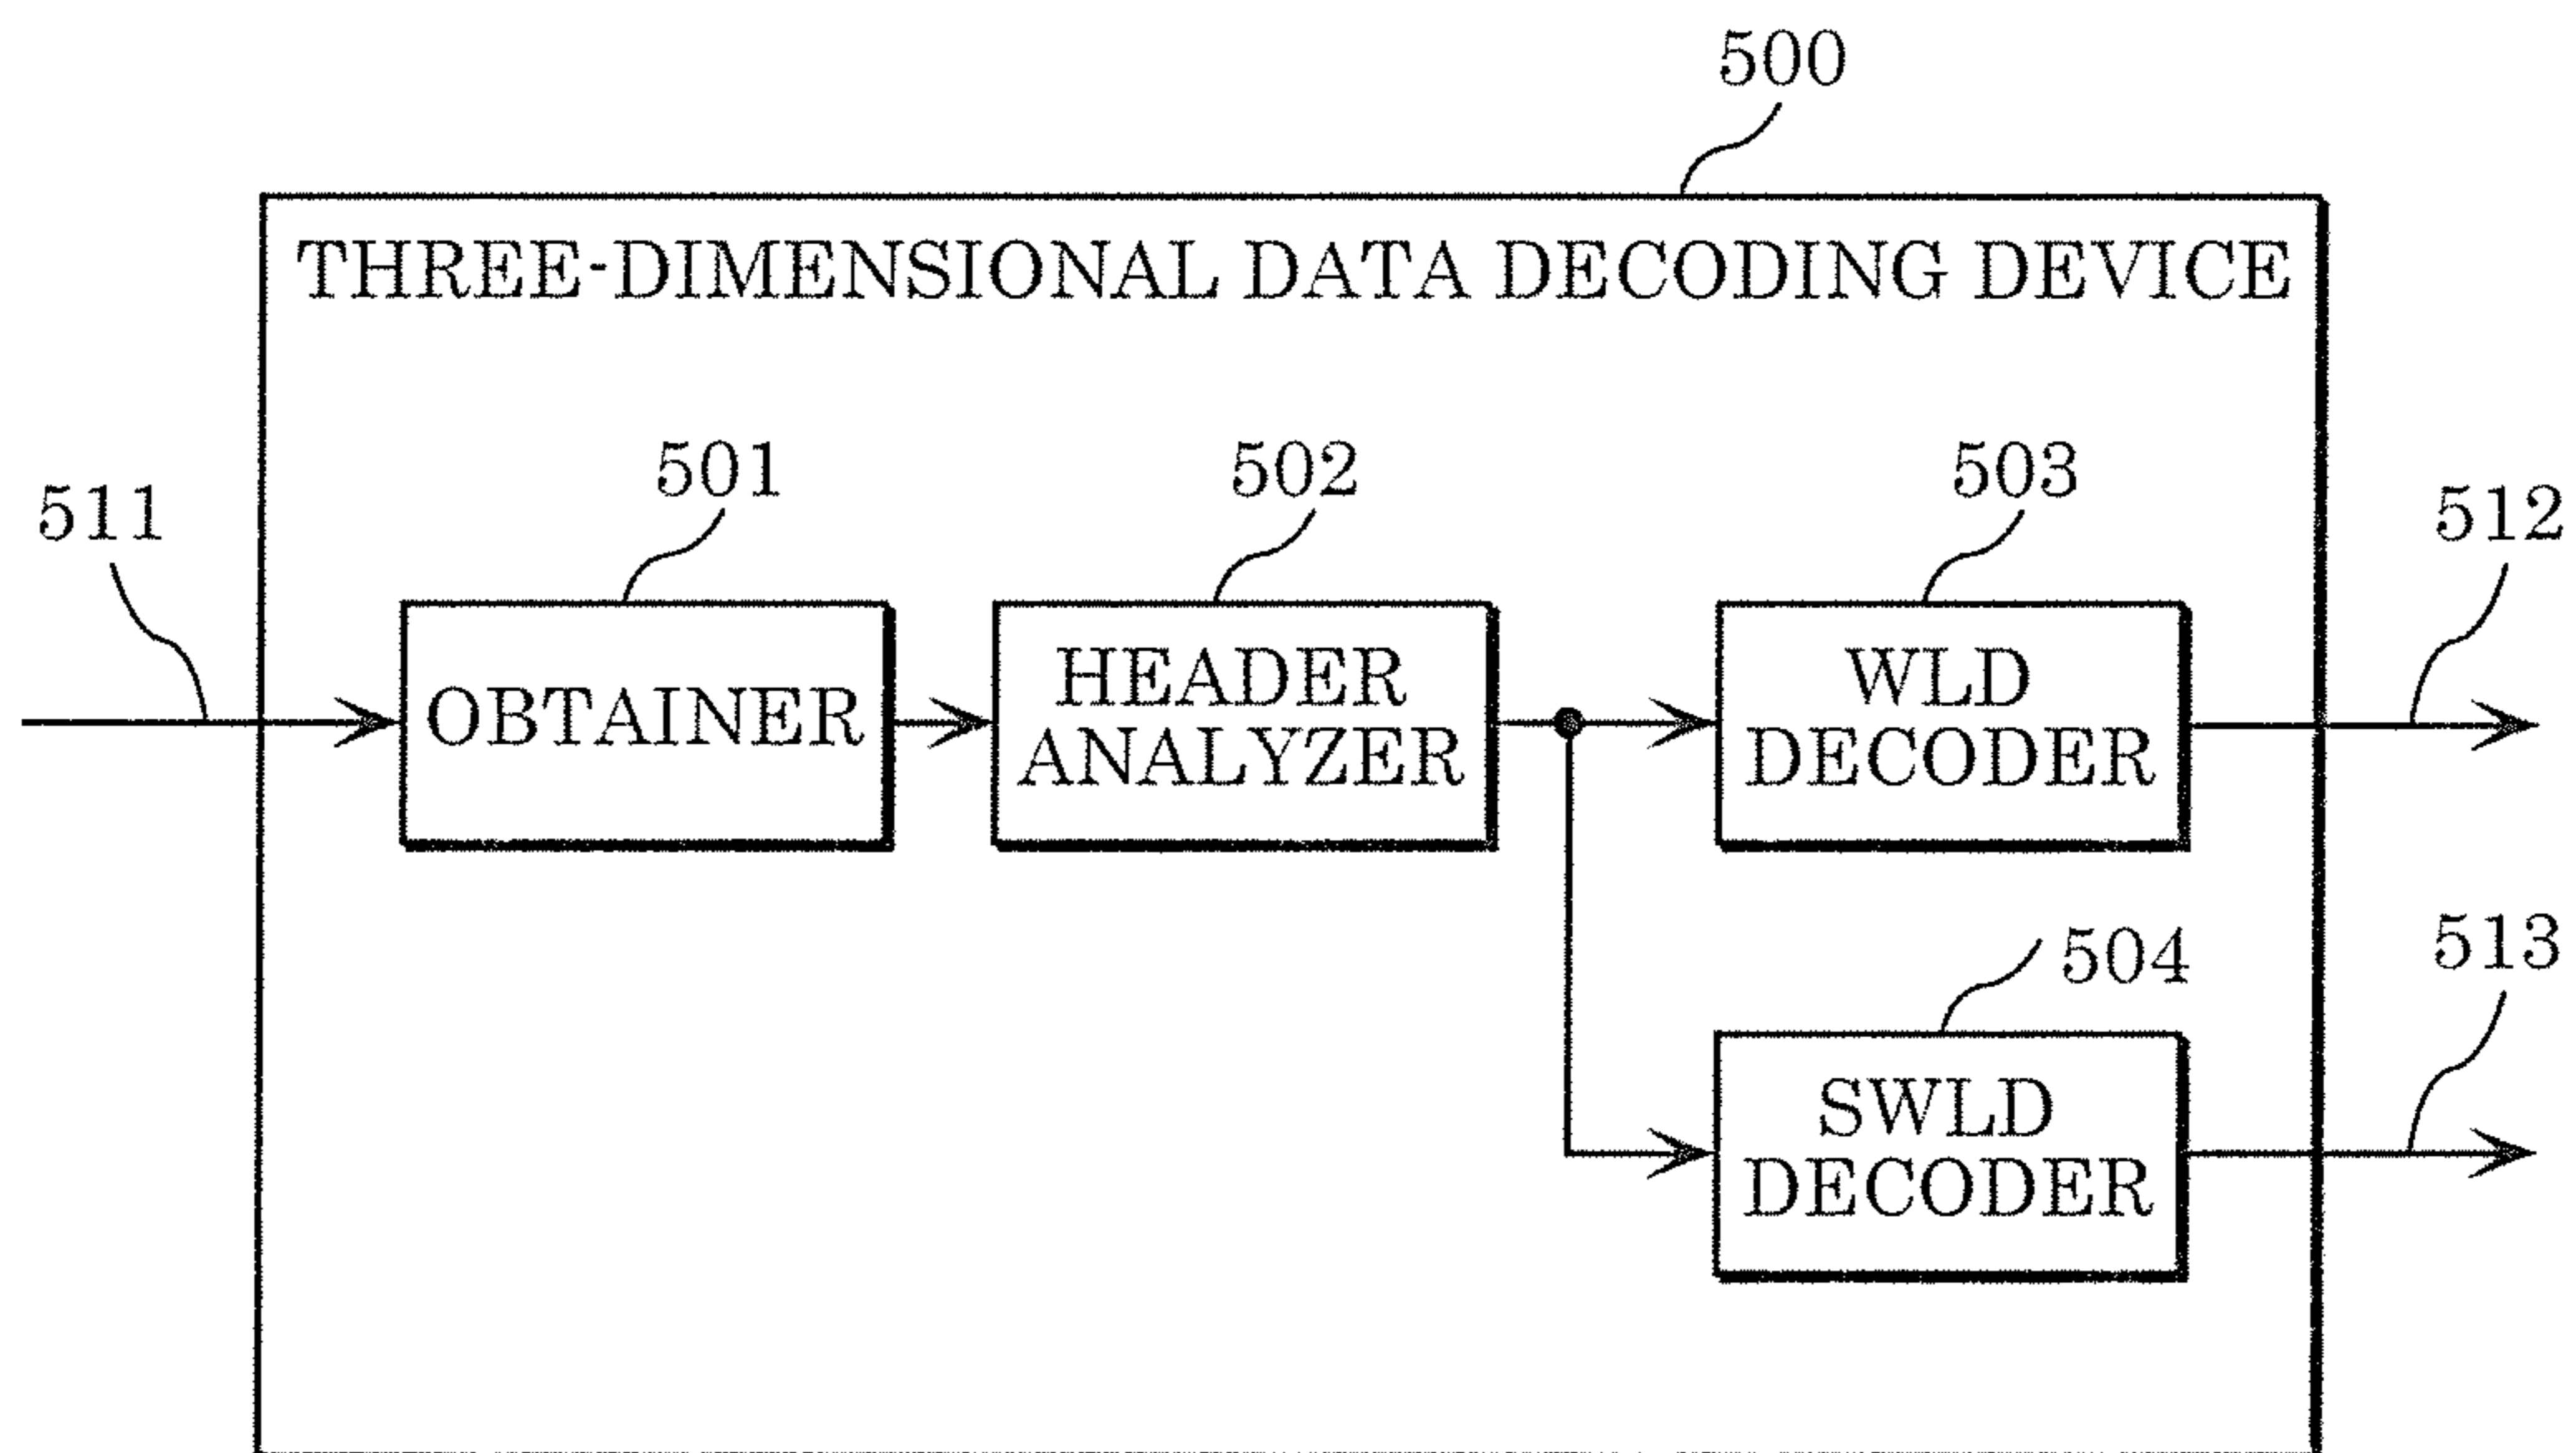 500
THREE-DIMENSIONAL DATA DECODING DEVICE
511
501
502
503
512
OBTAINER
HEADER
ANALYZER
WLD
DECODER
504
513
SWLD
DECODER